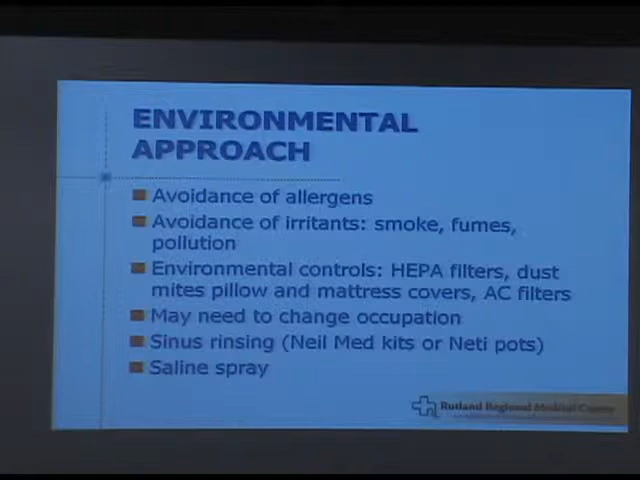 ENVIRONMENTAL
APPROACH
Avoidance of allergens
Avoidance of irritants: smoke, fumes,
pollution
Environmental controls: HEPA filters, dust
mites pillow and mattress covers, AC filters
May need to change occupation
Sinus rinsing (Neil Med kits or Neti pots)
Saline spray
Rutland Regional Medical Center